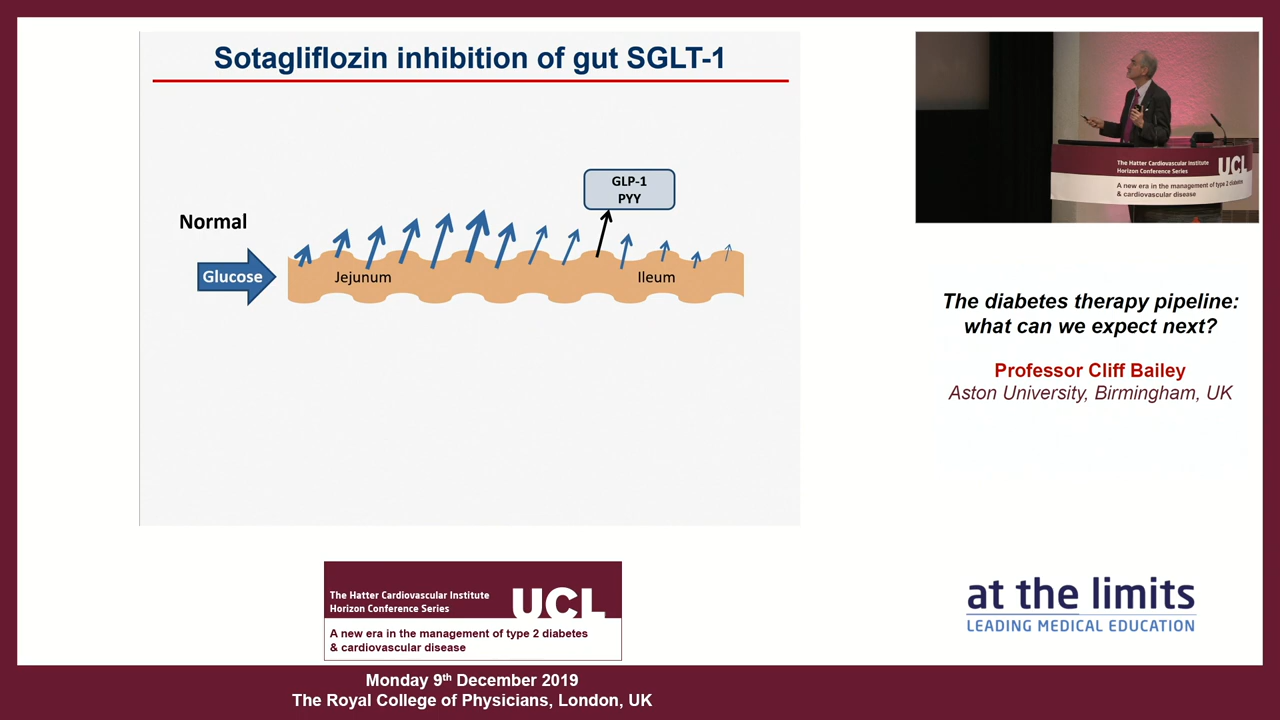 Sotagliflozin inhibition of gut SGLT-1
GLP-1
PYY
Normal
Glucose
Jejunum
Ileum
The Hatter Cardiovascular Institute
Horizon Conference Series
UCL
A new era in the management of type 2 diabetes
& cardiovascular disease
The diabetes therapy pipeline:
what can we expect next?
Professor Cliff Bailey
Aston University, Birmingham, UK
The Hatter Cardiovascular Institute
Horizon Conference Series
UCL
A new era in the management of type 2 diabetes
& cardiovascular disease
at the limits
LEADING MEDICAL EDUCATION
Monday 9th December 2019
The Royal College of Physicians, London, UK